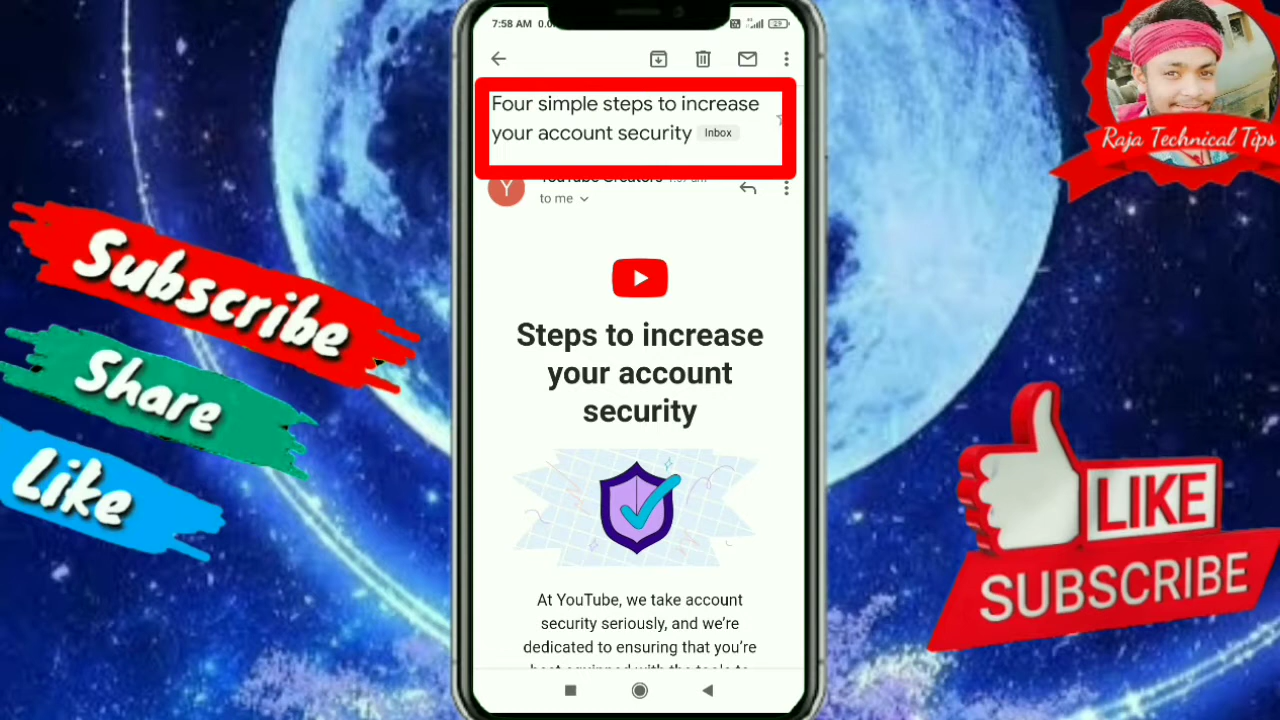 7:58 AM
29
Four simple steps to increase
your account security Inbox
Y
to me
Steps to increase
your account
security
At YouTube, we take account
security seriously, and we're
dedicated to ensuring that you're
Subscribe
Share
Like
Raja Technical Tips
LIKE
SUBSCRIBE